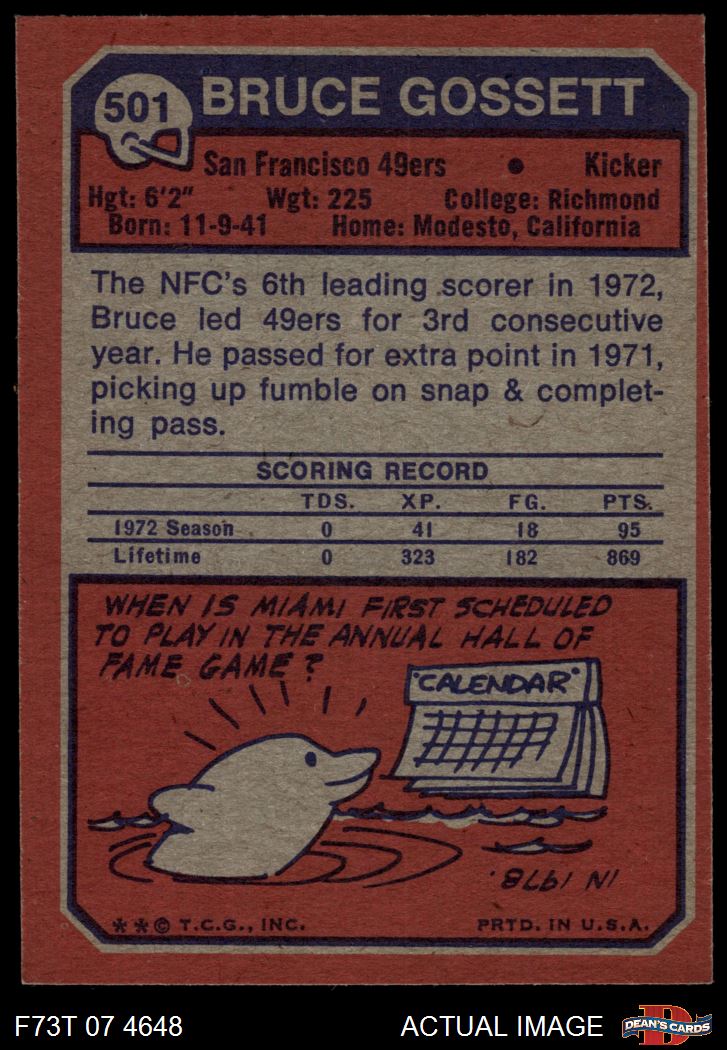 501 BRUCE GOSSETT
San Francisco 49ers • Kicker
Hgt: 6'2" Wgt: 225 College: Richmond
Born: 11-9-41 Home: Modesto, California
The NFC's 6th leading scorer in 1972,
Bruce led 49ers for 3rd consecutive
year. He passed for extra point in 1971,
picking up fumble on snap & complet-
ing pass.
SCORING RECORD
TDS. XP. FG. PTS.
1972 Season 0 41 18 95
Lifetime 0 323 182 869
WHEN IS MIAMI FIRST SCHEDULED
TO PLAY IN THE ANNUAL HALL OF
FAME GAME?
"CALENDAR"
IN 1978.
**© T.C.G., INC. PRTD. IN U.S.A.
F73T 07 4648 ACTUAL IMAGE D DEAN'S CARDS